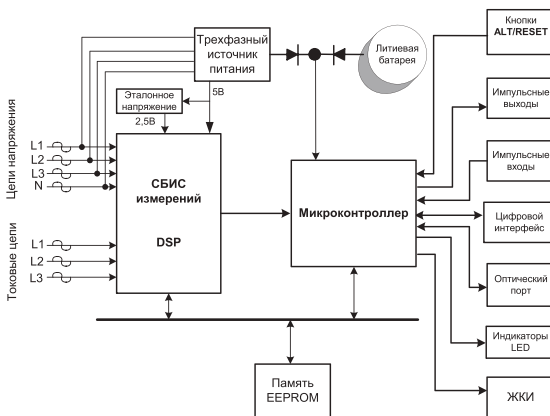 Трехфазный
источник
питания
Литиевая
батарея
Кнопки
ALT/RESET
Эталонное
напряжение
5В
2,5В
Импульсные
выходы
Цепи напряжения
L1
L2
L3
N
СБИС
измерений
DSP
Микроконтроллер
Импульсные
входы
Цифровой
интерфейс
Токовые цепи
L1
L2
L3
Оптический
порт
Индикаторы
LED
Память
EEPROM
ЖКИ